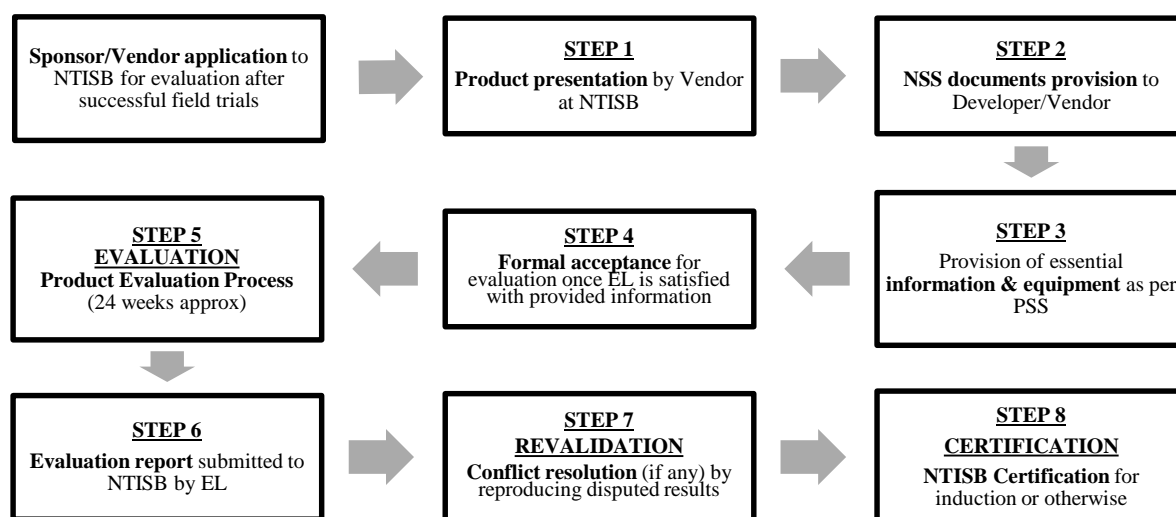 Sponsor/Vendor application to
NTISB for evaluation after
successful field trials
STEP 1
Product presentation by Vendor
at NTISB
STEP 2
NSS documents provision to
Developer/Vendor
STEP 3
Provision of essential
information & equipment as per
PSS
STEP 4
Formal acceptance for
evaluation once EL is satisfied
with provided information
STEP 5
EVALUATION
Product Evaluation Process
(24 weeks approx)
STEP 6
Evaluation report submitted to
NTISB by EL
STEP 7
REVALIDATION
Conflict resolution (if any) by
reproducing disputed results
STEP 8
CERTIFICATION
NTISB Certification for
induction or otherwise